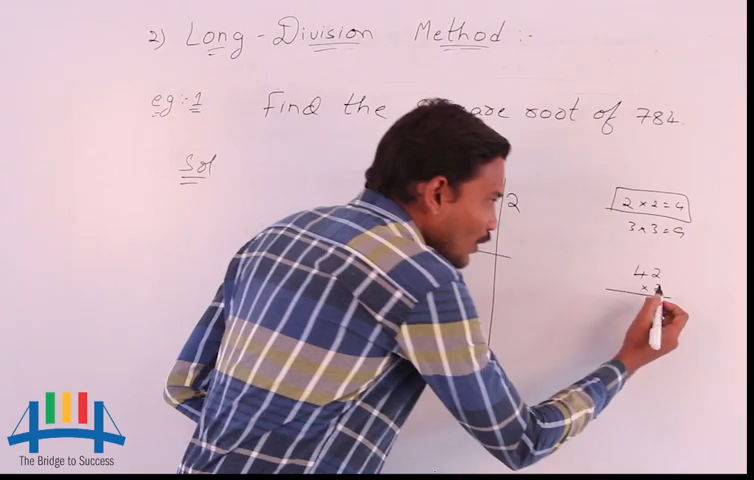 2) Long - Division Method :-
eg:- 1 Find the root of 784.
Sol
2
2 x 2 = 4
3 x 3 = 9
42
x
The Bridge to Success